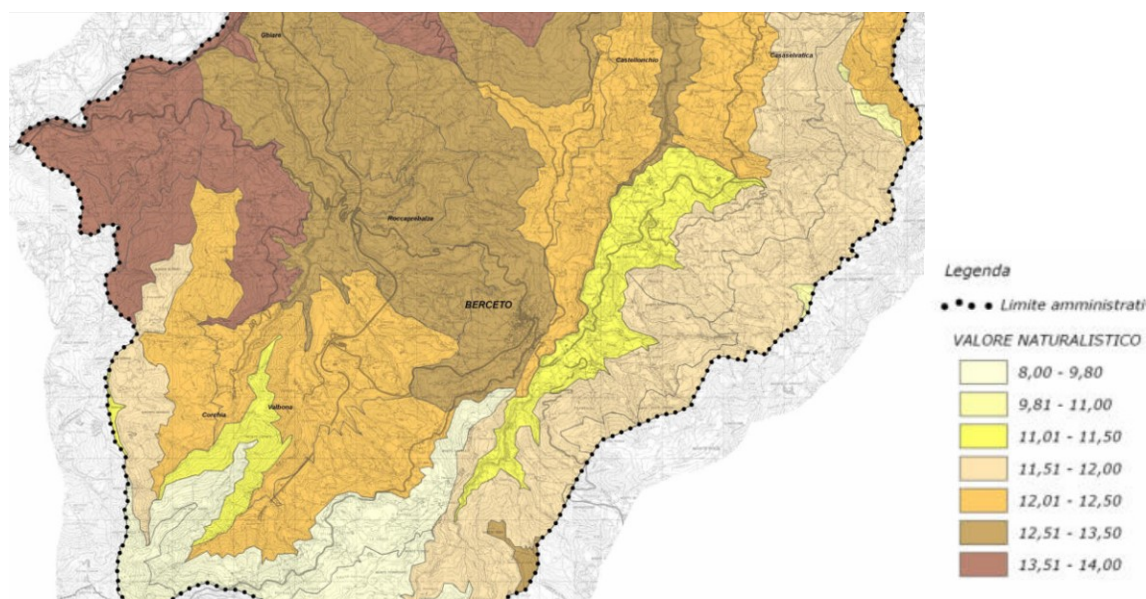 Ghiare
Castellonchio
Casaselvatica
Roccaprebalza
BERCETO
Corchia
Valbona
Legenda
Limite amministrati
VALORE NATURALISTICO
8,00 - 9,80
9,81 - 11,00
11,01 - 11,50
11,51 - 12,00
12,01 - 12,50
12,51 - 13,50
13,51 - 14,00